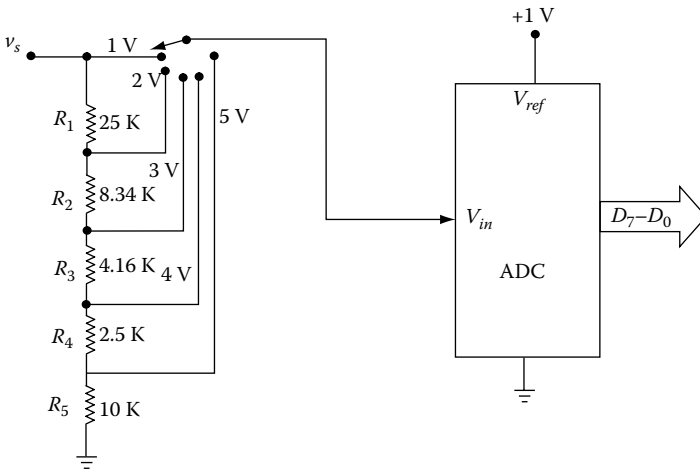 +1 V
v_s
1 V
2 V
R_1
25 K
5 V
V_ref
3 V
R_2
8.34 K
V_in
D_7–D_0
R_3
4.16 K
4 V
ADC
R_4
2.5 K
R_5
10 K